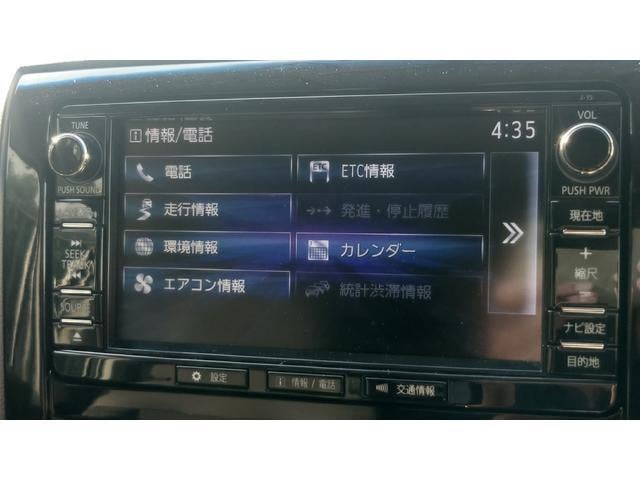 J-15
TUNE
PUSH SOUND
SEEK
TRACK
SOURCE
情報/電話
4:35
電話
ETC
ETC情報
走行情報
発進・停止履歴
環境情報
カレンダー
エアコン情報
統計渋滞情報
VOL
PUSH PWR
現在地
縮尺
ナビ設定
目的地
設定
情報 / 電話
交通情報